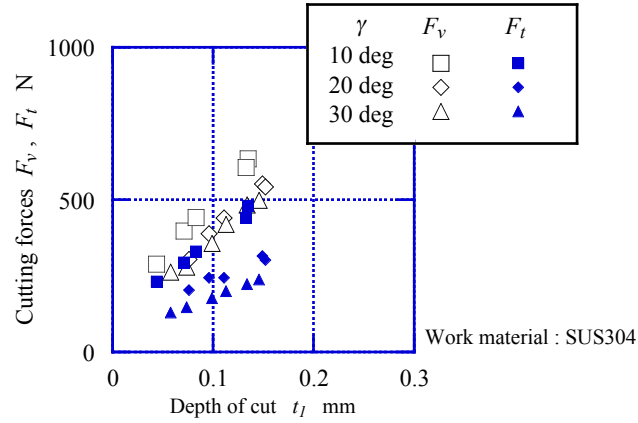 γ F_v F_t
10 deg
20 deg
30 deg
1000
500
0
Cutting forces F_v , F_t N
0 0.1 0.2 0.3
Depth of cut t_1 mm
Work material : SUS304